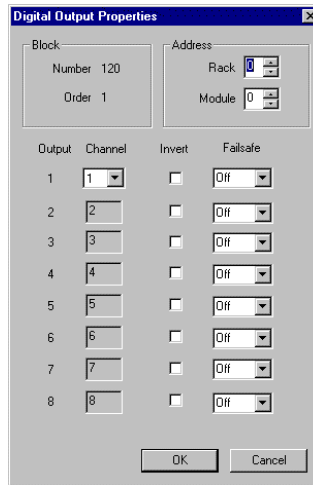 Digital Output Properties
Block
Number 120
Order 1
Address
Rack 0
Module 0
Output Channel Invert Failsafe
1 1 Off
2 2 Off
3 3 Off
4 4 Off
5 5 Off
6 6 Off
7 7 Off
8 8 Off
OK Cancel